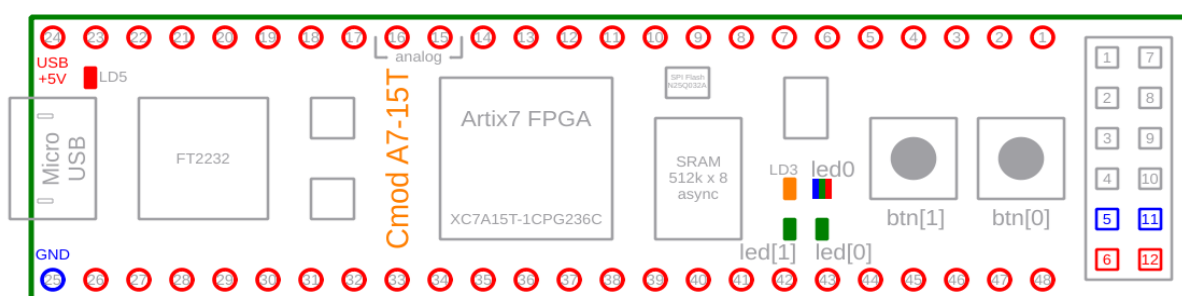 24 23 22 21 20 19 18 17 16 15 14 13 12 11 10 9 8 7 6 5 4 3 2 1
analog
USB
+5V
LD5
Micro
USB
FT2232
Cmod A7-15T
Artix7 FPGA
XC7A15T-1CPG236C
SPI Flash
N25Q032A
SRAM
512k x 8
async
LD3
led0
led[1]
led[0]
btn[1]
btn[0]
1 7
2 8
3 9
4 10
5 11
6 12
GND
25 26 27 28 29 30 31 32 33 34 35 36 37 38 39 40 41 42 43 44 45 46 47 48